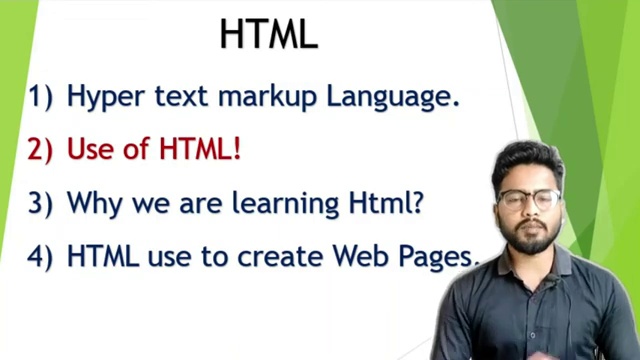 HTML
1) Hyper text markup Language.
2) Use of HTML!
3) Why we are learning Html?
4) HTML use to create Web Pages.